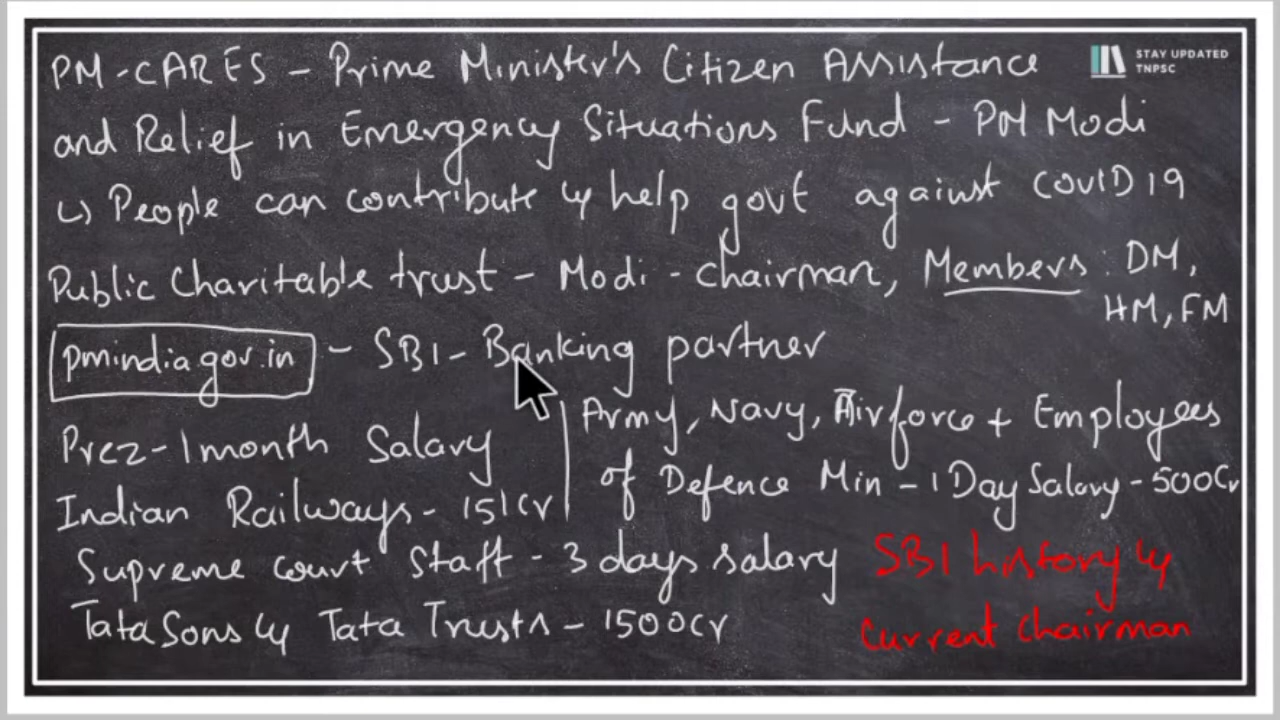 PM-CARES - Prime Minister's Citizen Assistance
STAY UPDATED
TNPSC
and Relief in Emergency Situations Fund - PM Modi
↳ People can contribute & help govt against COVID 19
Public Charitable trust - Modi - Chairman, Members : DM,
HM, FM
pmindia.gov.in - SBI - Banking partner
Prez - 1 month Salary
Indian Railways - 151 Cr
Army, Navy, Airforce + Employees
of Defence Min - 1 Day Salary - 500Cr
Supreme court Staff - 3 days salary
Tata Sons & Tata Trusts - 1500cr
SBI history &
Current Chairman